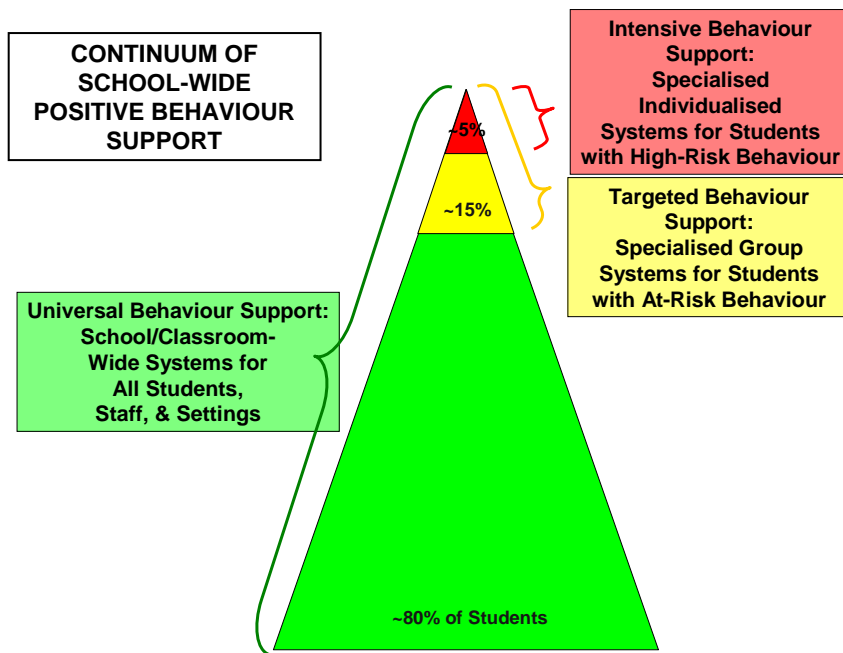 CONTINUUM OF
SCHOOL-WIDE
POSITIVE BEHAVIOUR
SUPPORT
Intensive Behaviour
Support:
Specialised
Individualised
Systems for Students
with High-Risk Behaviour
~5%
Targeted Behaviour
Support:
Specialised Group
Systems for Students
with At-Risk Behaviour
~15%
Universal Behaviour Support:
School/Classroom-
Wide Systems for
All Students,
Staff, & Settings
~80% of Students